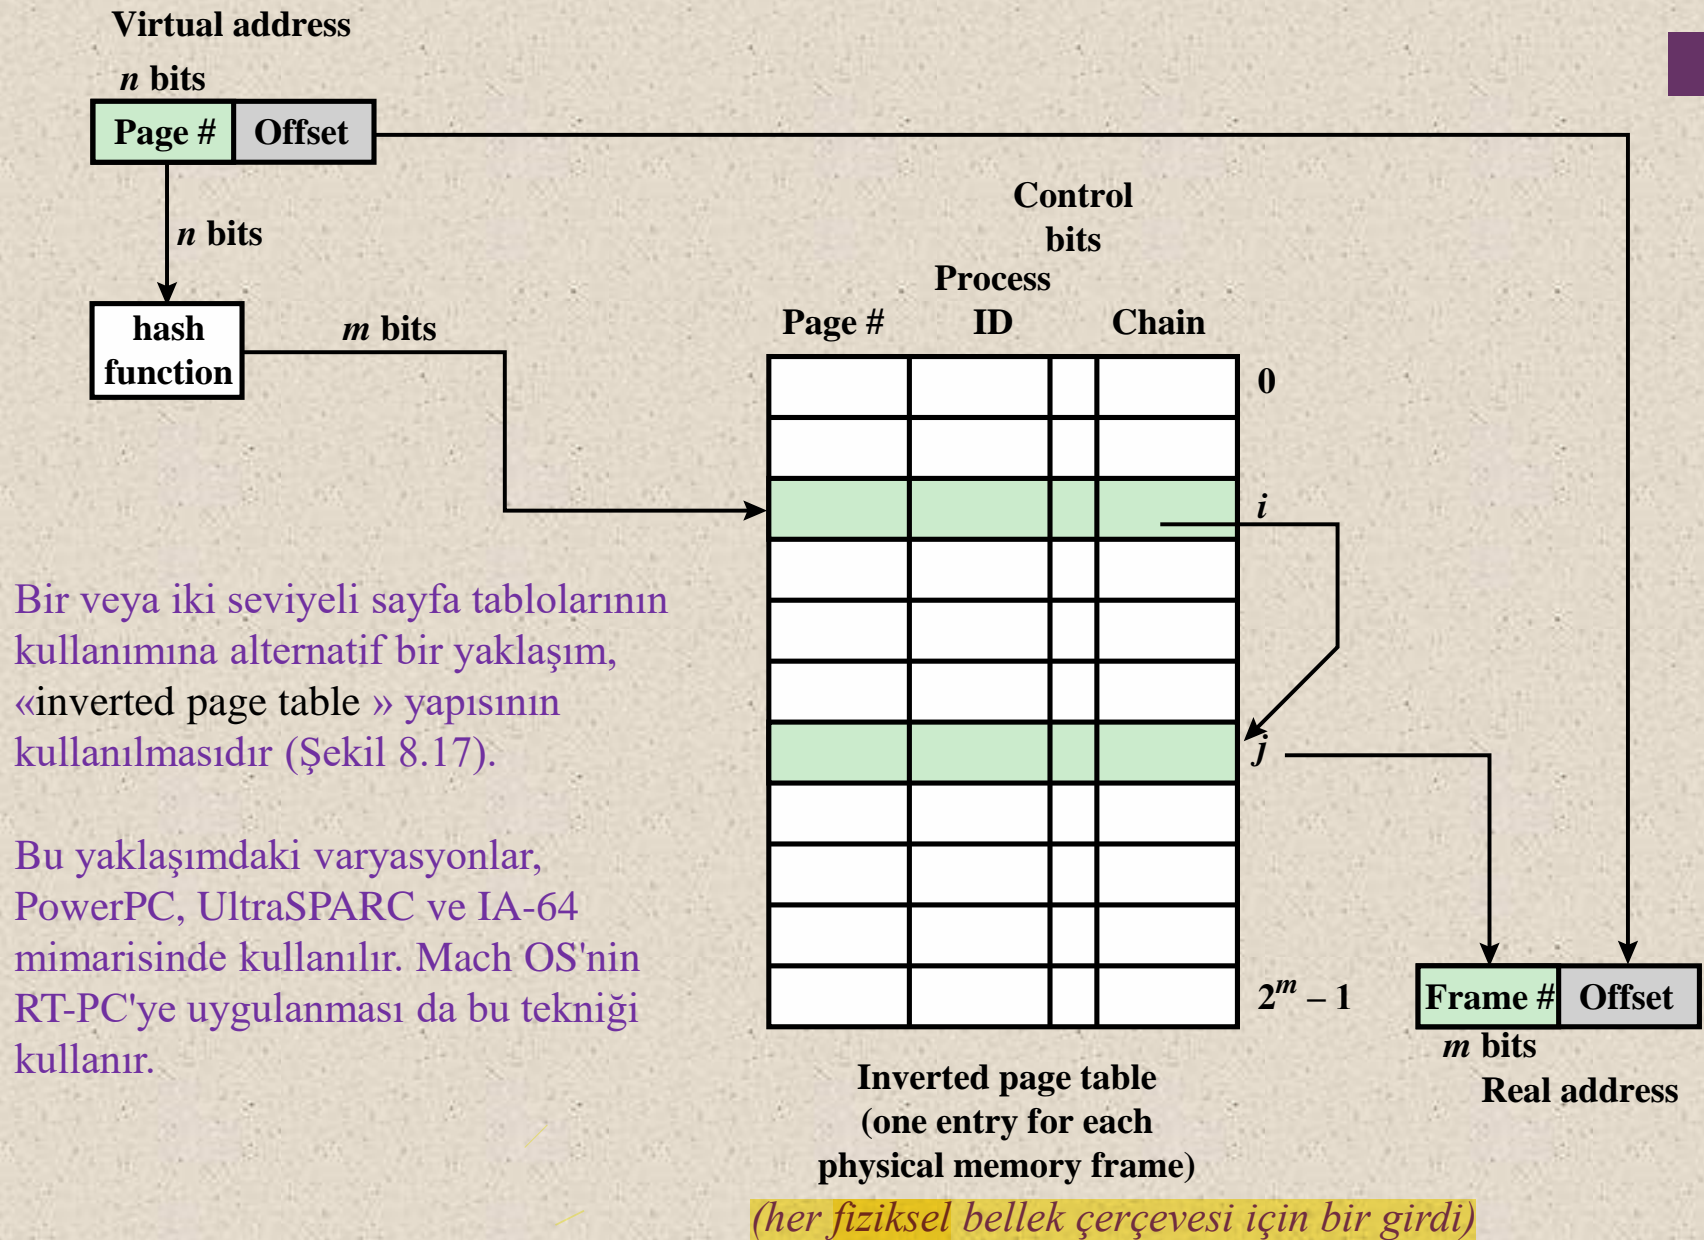 Virtual address
n bits
Page # Offset
n bits
hash
function
m bits
Control
bits
Process
Page # ID Chain
0
i
j
2^m – 1
Bir veya iki seviyeli sayfa tablolarının
kullanımına alternatif bir yaklaşım,
«inverted page table » yapısının
kullanılmasıdır (Şekil 8.17).
Bu yaklaşımdaki varyasyonlar,
PowerPC, UltraSPARC ve IA-64
mimarisinde kullanılır. Mach OS'nin
RT-PC'ye uygulanması da bu tekniği
kullanır.
Frame # Offset
m bits
Real address
Inverted page table
(one entry for each
physical memory frame)
(her fiziksel bellek çerçevesi için bir girdi)